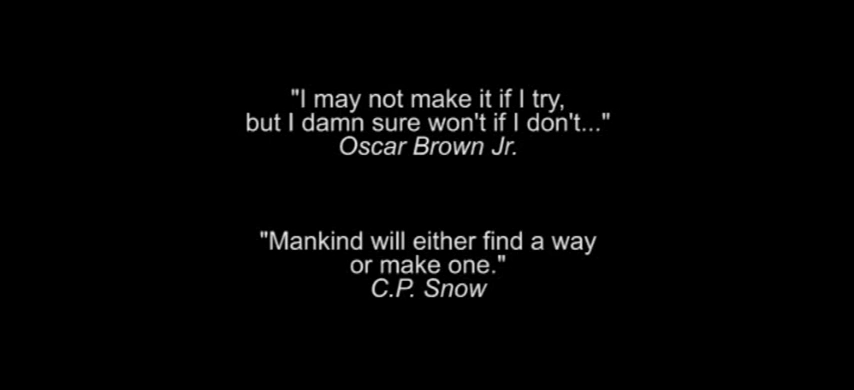 "I may not make it if I try,
but I damn sure won't if I don't..."
Oscar Brown Jr.
"Mankind will either find a way
or make one."
C.P. Snow